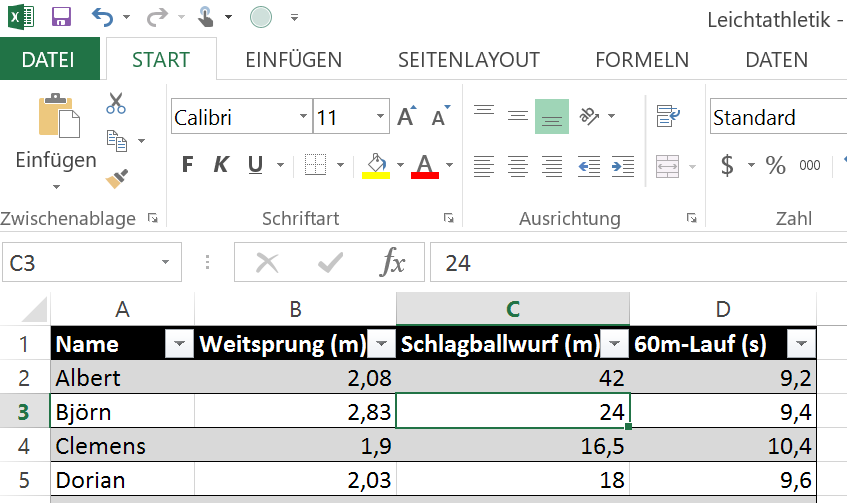 Leichtathletik -
DATEI START EINFÜGEN SEITENLAYOUT FORMELN DATEN
Calibri 11 Standard
Einfügen
F K U A $ % 000
Zwischenablage Schriftart Ausrichtung Zahl
C3 fx 24
A B C D
1 Name Weitsprung (m) Schlagballwurf (m) 60m-Lauf (s)
2 Albert 2,08 42 9,2
3 Björn 2,83 24 9,4
4 Clemens 1,9 16,5 10,4
5 Dorian 2,03 18 9,6